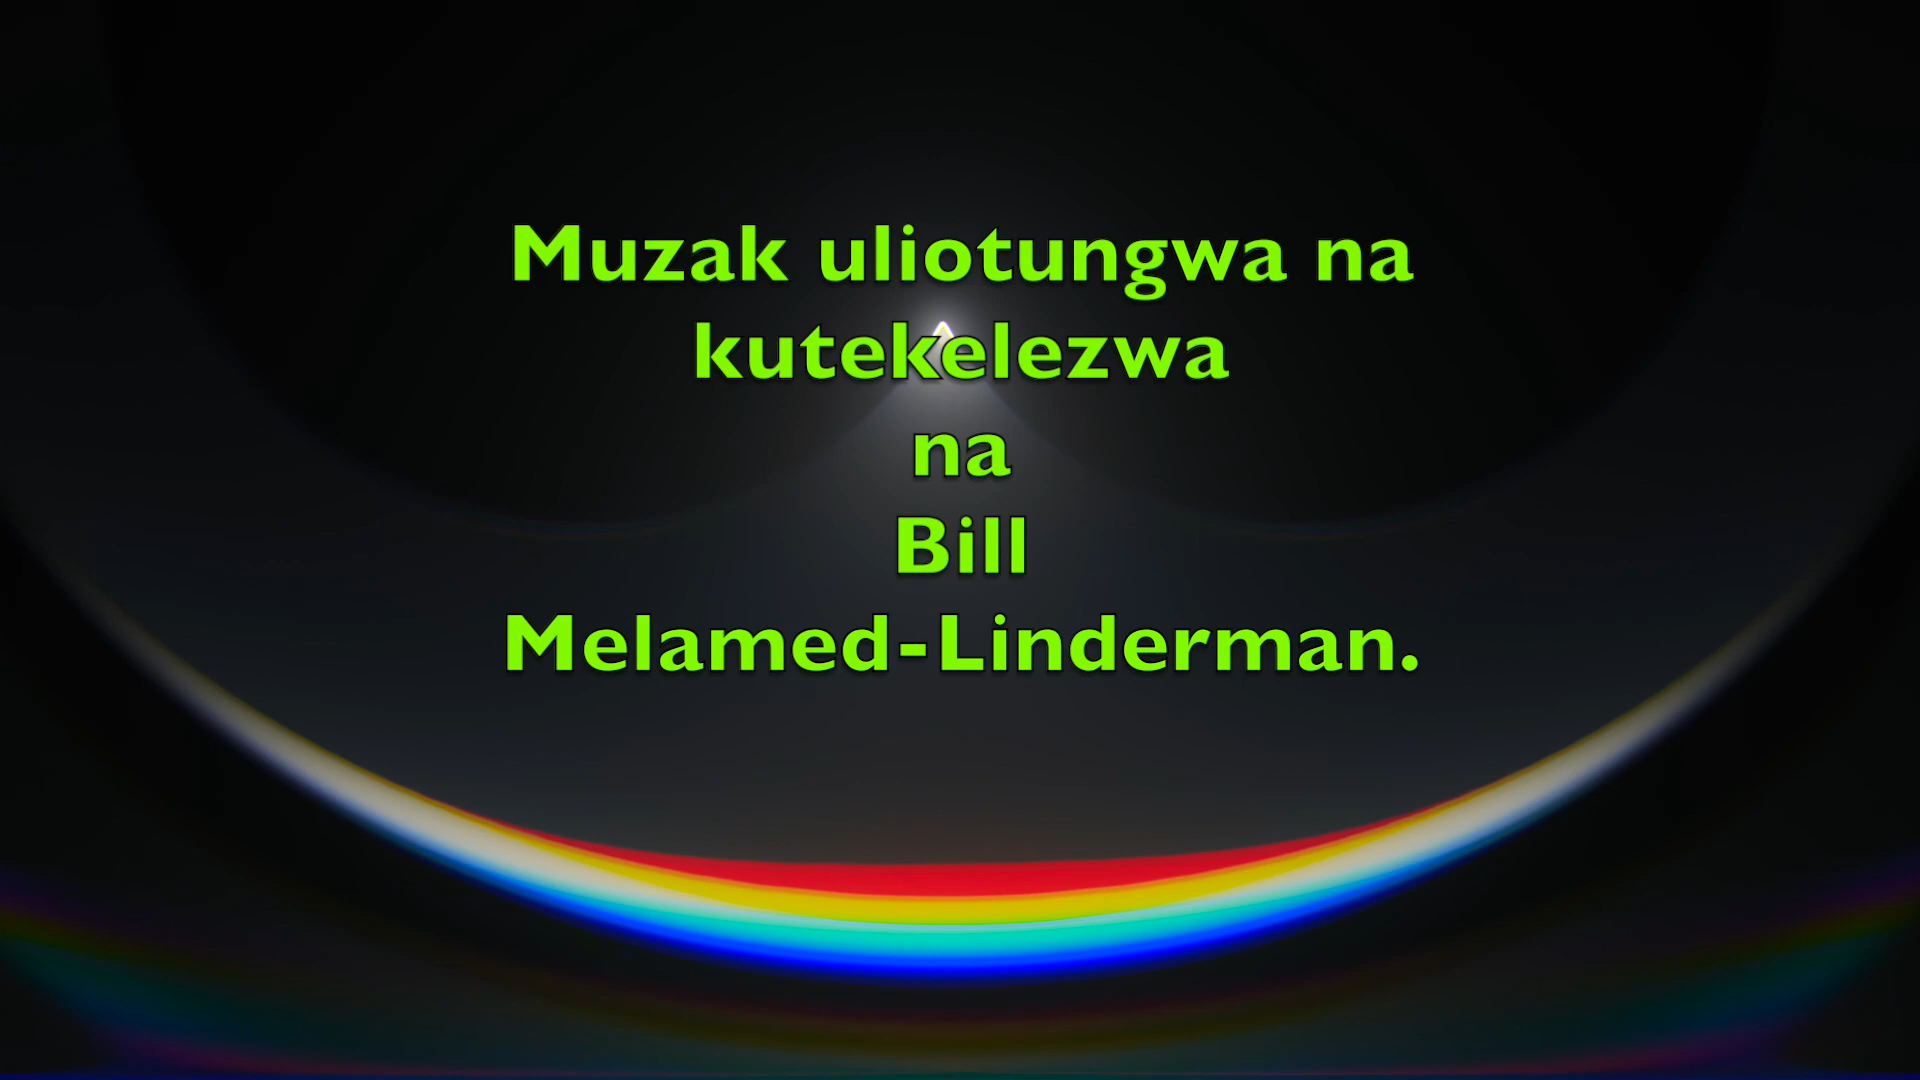 Muzak uliotungwa na
kutekelezwa
na
Bill
Melamed-Linderman.